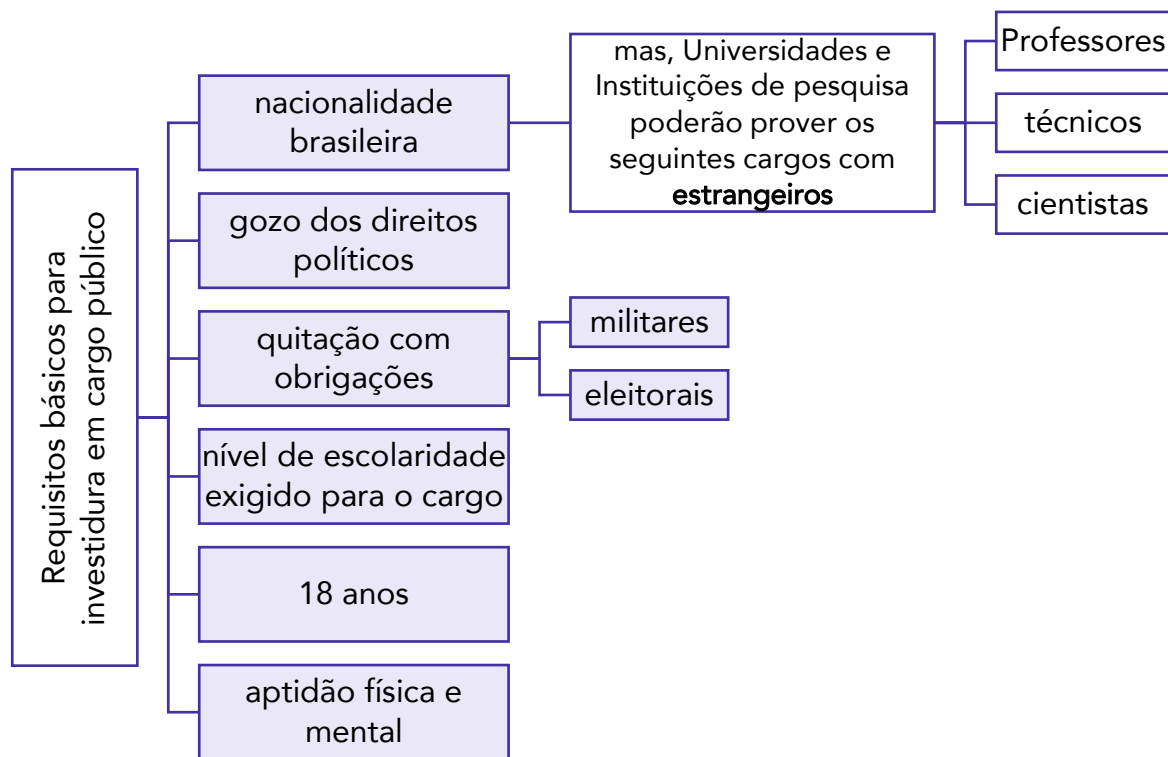 Requisitos básicos para
investidura em cargo público
nacionalidade
brasileira
mas, Universidades e
Instituições de pesquisa
poderão prover os
seguintes cargos com
estrangeiros
Professores
técnicos
cientistas
gozo dos direitos
políticos
quitação com
obrigações
militares
eleitorais
nível de escolaridade
exigido para o cargo
18 anos
aptidão física e
mental